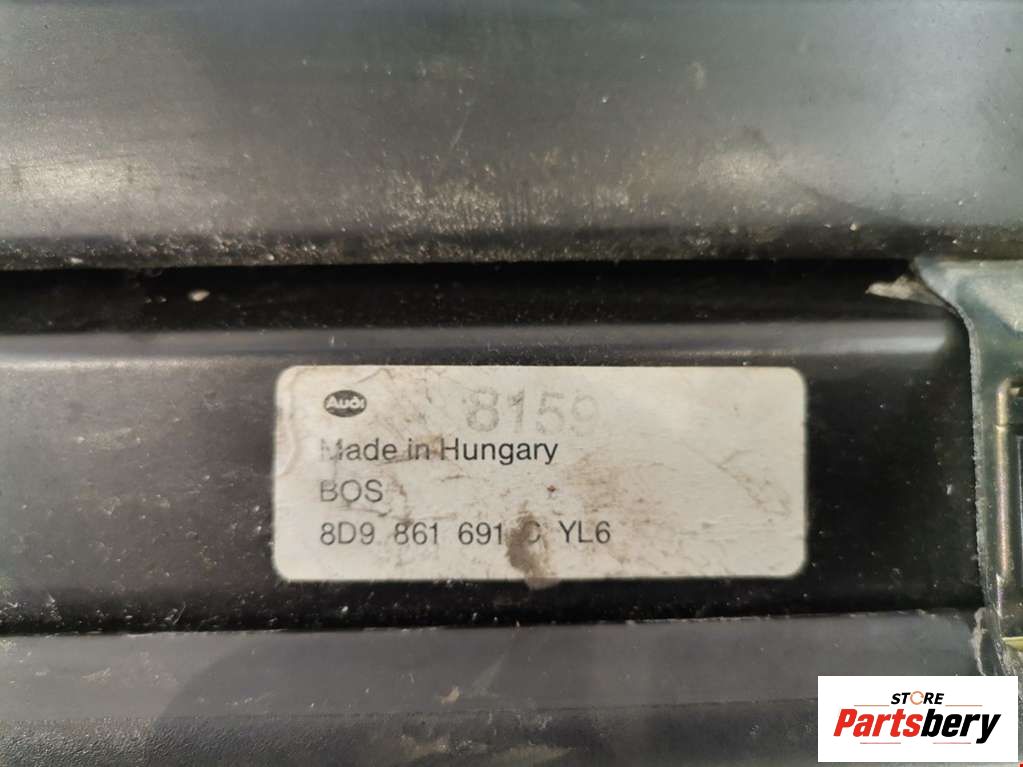 Audi
8159
Made in Hungary
BOS
8D9 861 691 C YL6
STORE
Partsbery